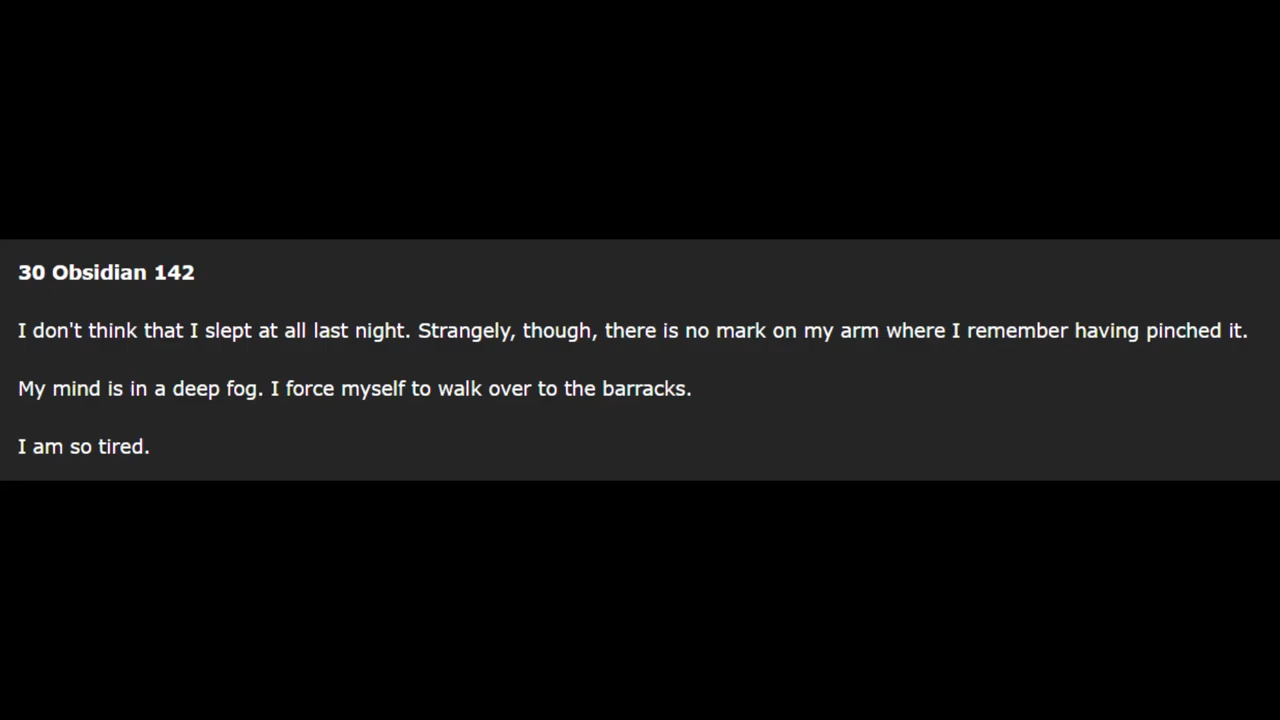 30 Obsidian 142
I don't think that I slept at all last night. Strangely, though, there is no mark on my arm where I remember having pinched it.
My mind is in a deep fog. I force myself to walk over to the barracks.
I am so tired.